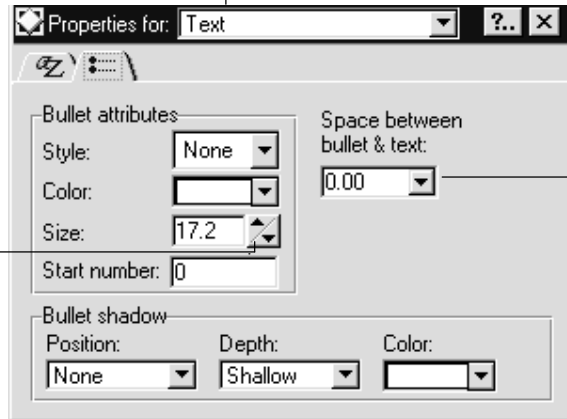 Properties for: Text ?..
aZ
Bullet attributes
Style: None
Color:
Size: 17.2
Start number: 0
Space between
bullet & text:
0.00
Bullet shadow
Position: Depth: Color:
None Shallow